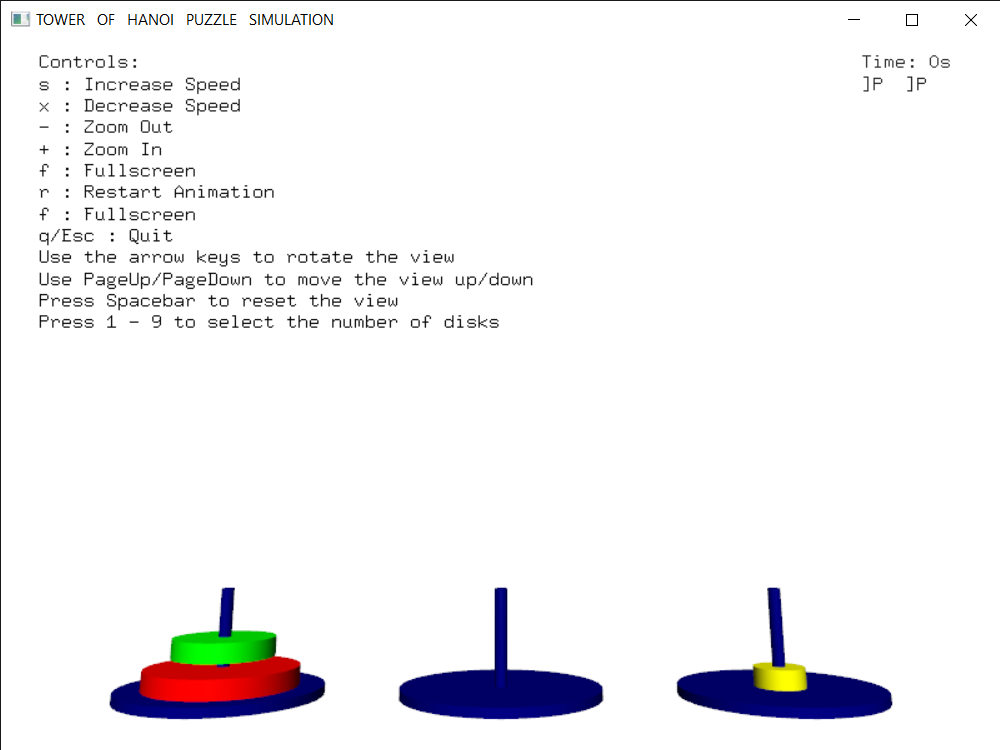 TOWER OF HANOI PUZZLE SIMULATION
Controls:
s : Increase Speed
x : Decrease Speed
- : Zoom Out
+ : Zoom In
f : Fullscreen
r : Restart Animation
f : Fullscreen
q/Esc : Quit
Use the arrow keys to rotate the view
Use PageUp/PageDown to move the view up/down
Press Spacebar to reset the view
Press 1 - 9 to select the number of disks
Time: 0s
]P ]P